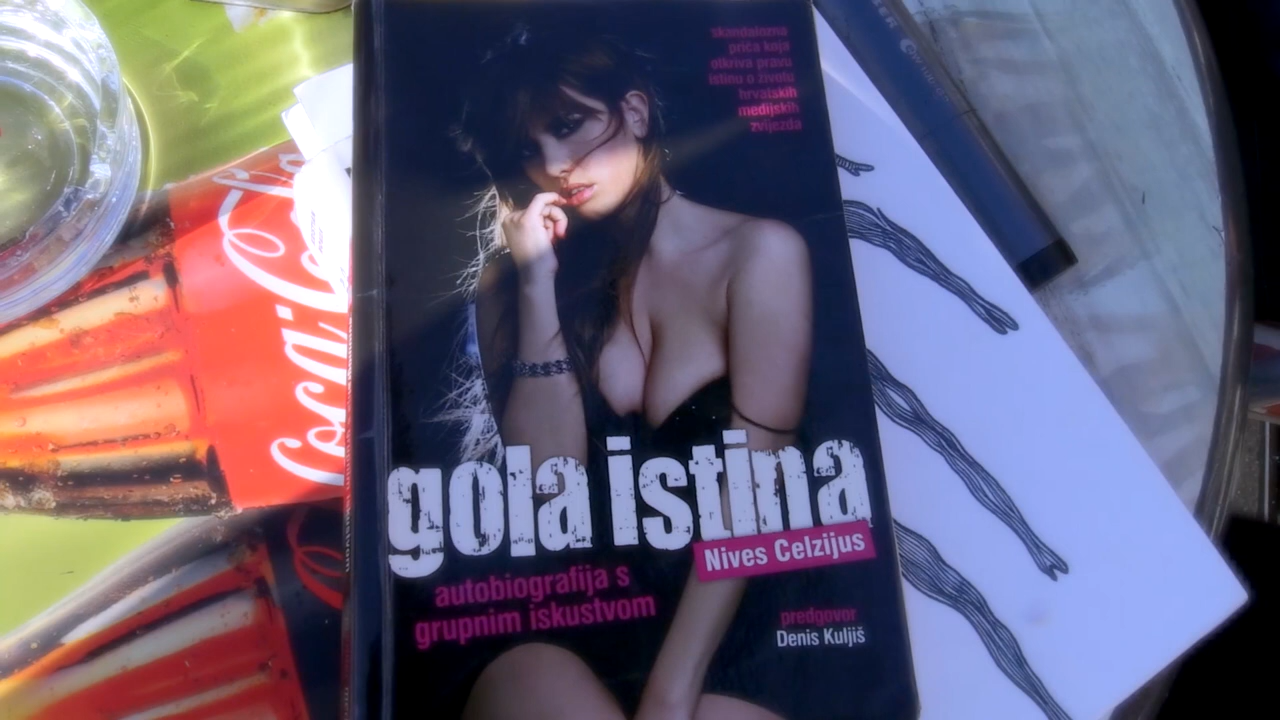 skandalozna
priča koja
otkriva pravu
istinu o životu
hrvatskih
medijskih
zvijezda
Coca-Cola
gola istina
Nives Celzijus
autobiografija s
grupnim iskustvom
predgovor
Denis Kuljiš